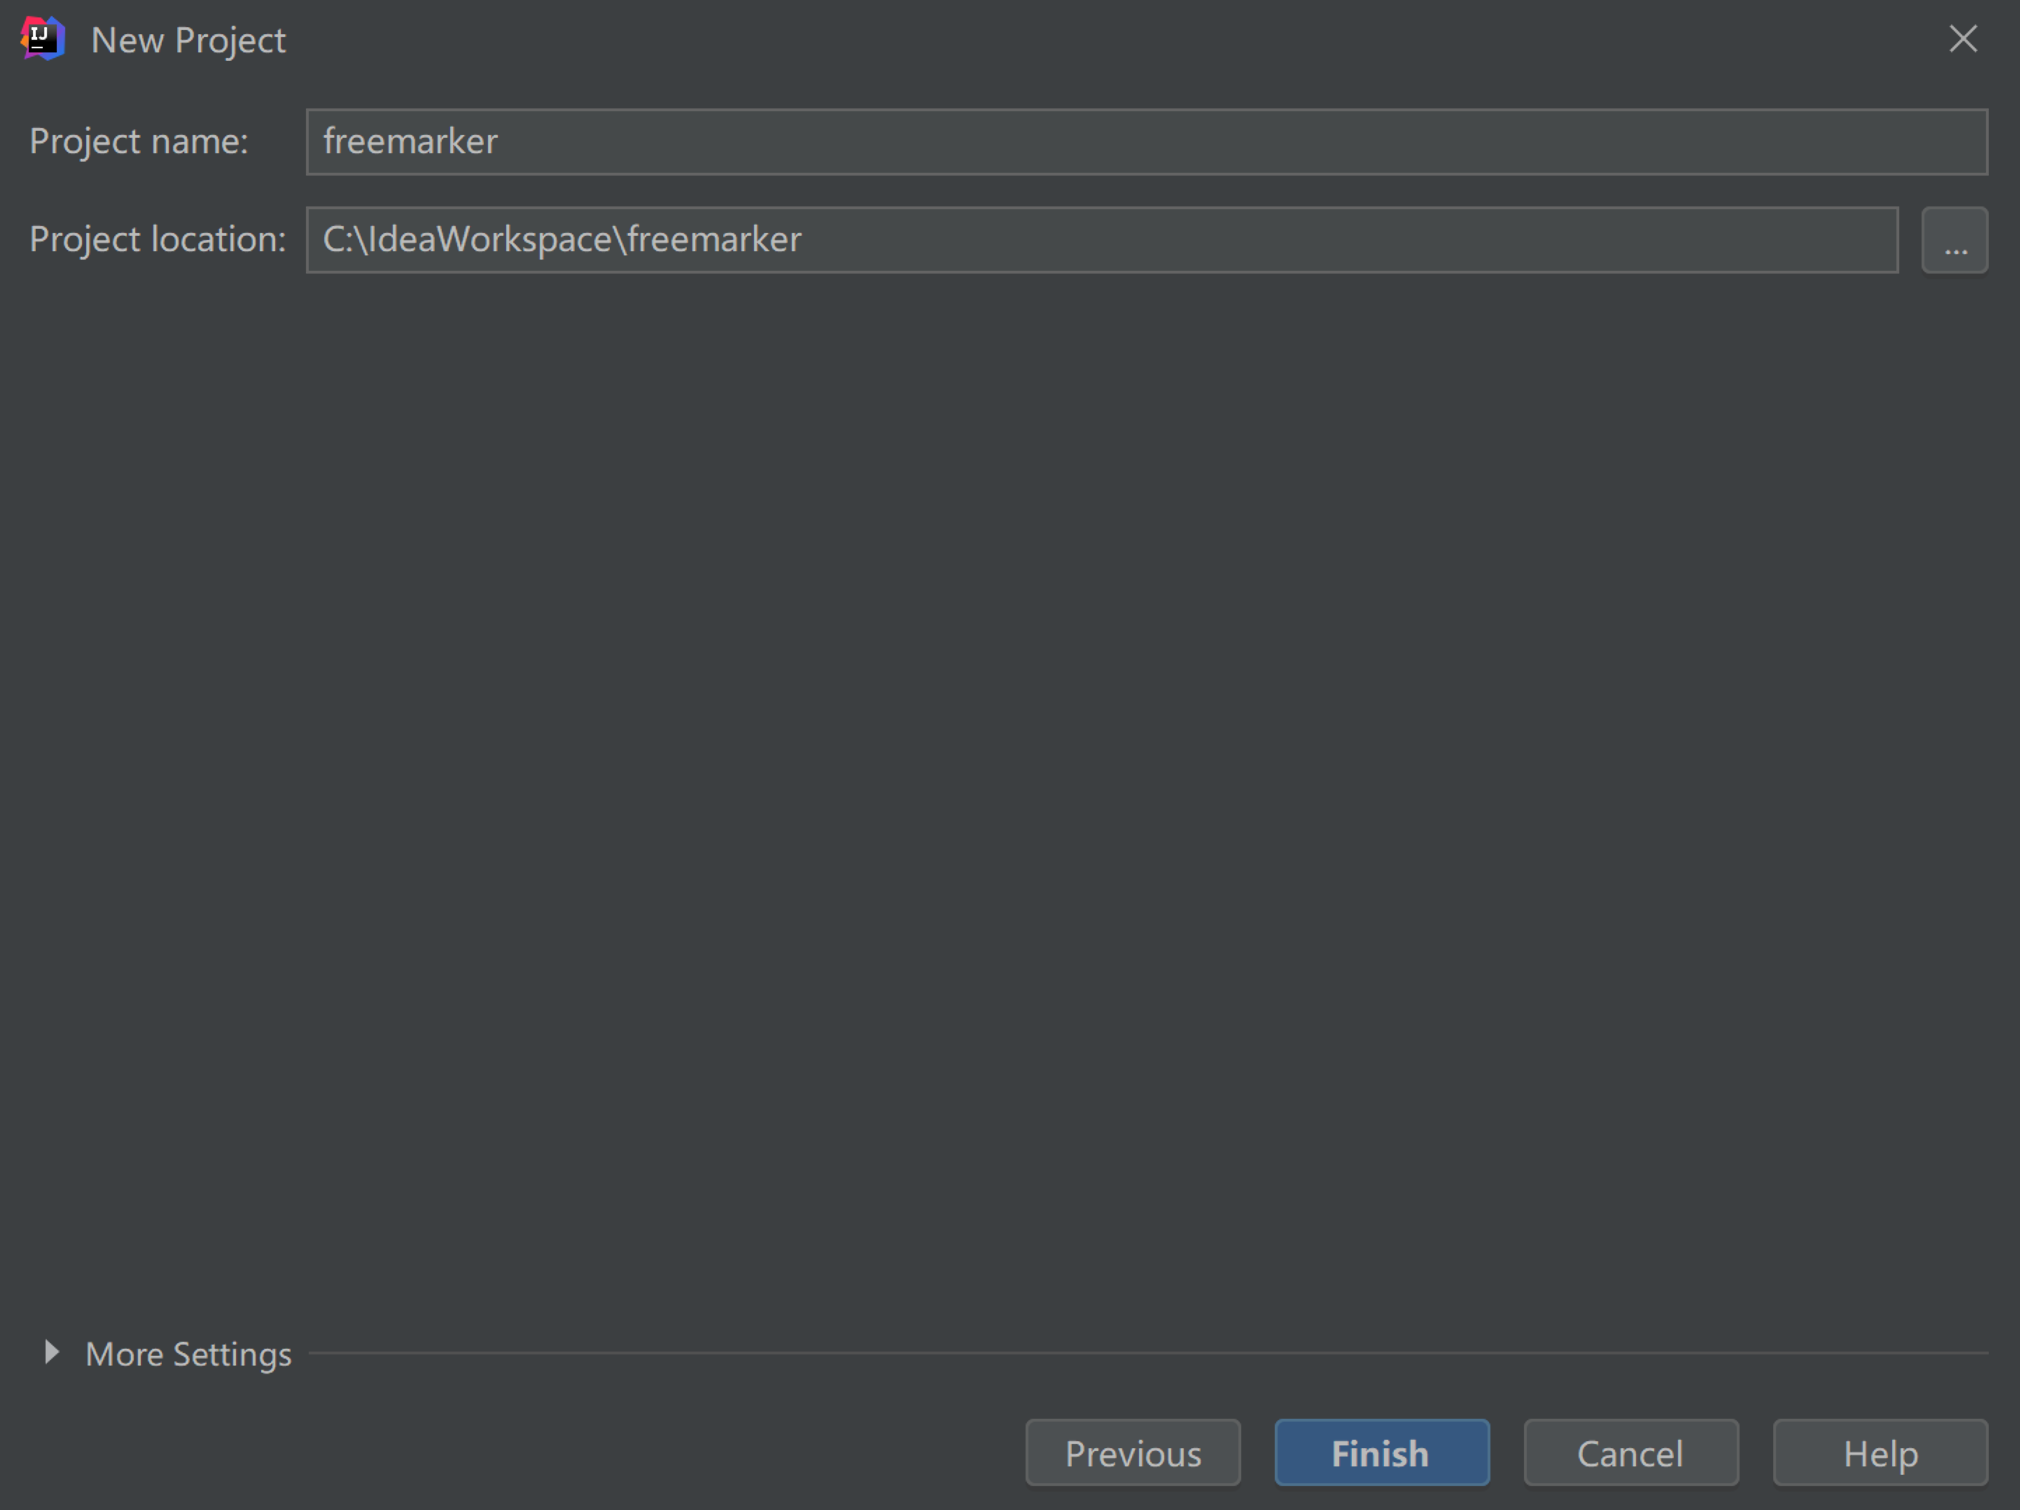 IJ
New Project
Project name: freemarker
Project location: C:\IdeaWorkspace\freemarker ...
More Settings
Previous Finish Cancel Help